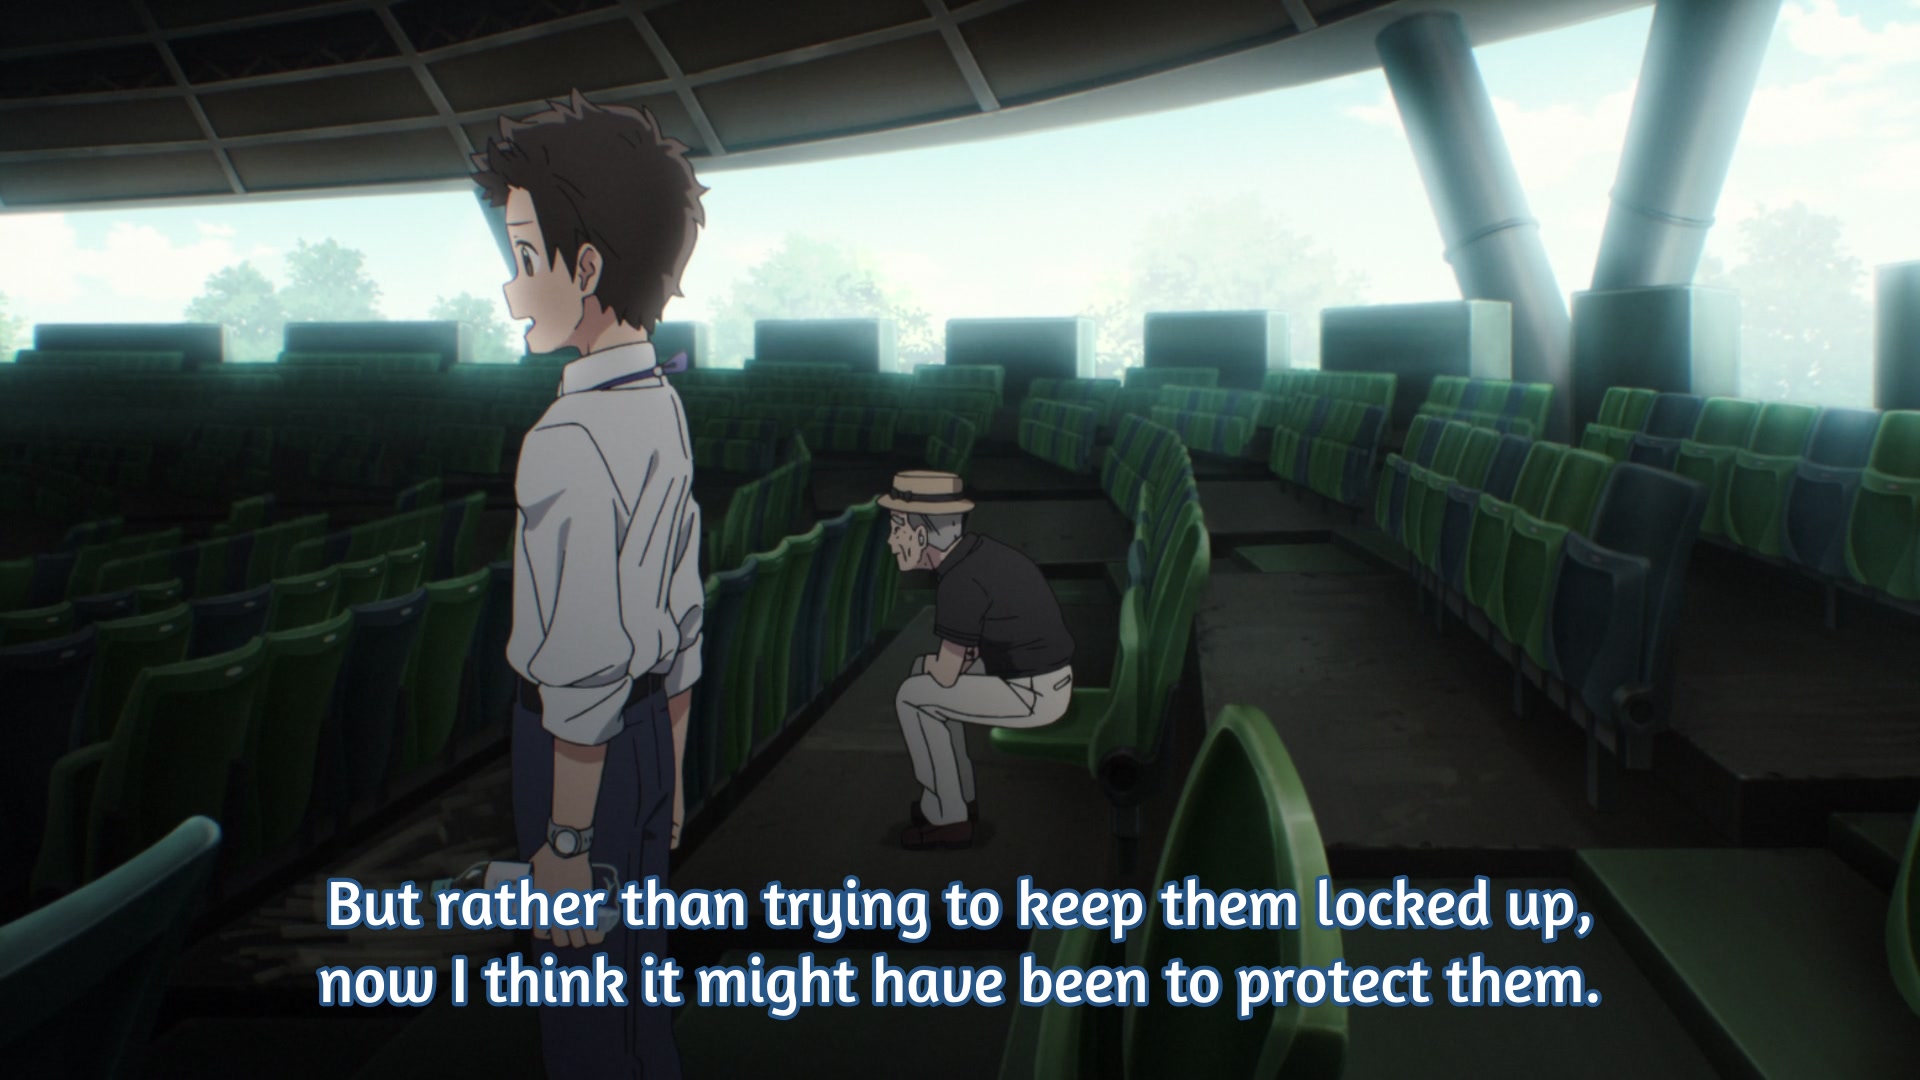 But rather than trying to keep them locked up,
now I think it might have been to protect them.